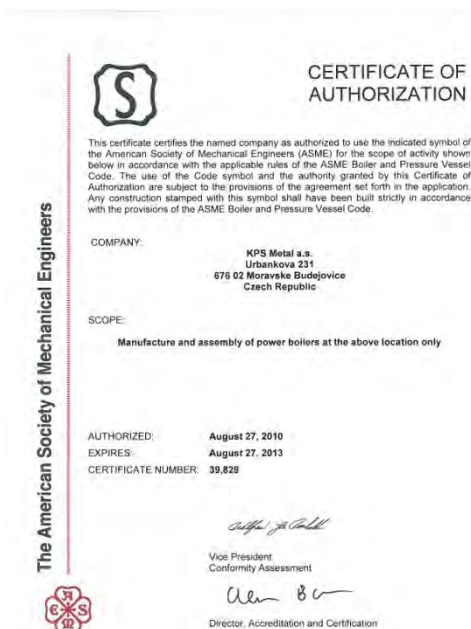 S
CERTIFICATE OF
AUTHORIZATION
This certificate certifies the named company as authorized to use the indicated symbol of
the American Society of Mechanical Engineers (ASME) for the scope of activity shown
below in accordance with the applicable rules of the ASME Boiler and Pressure Vessel
Code. The use of the Code symbol and the authority granted by this Certificate of
Authorization are subject to the provisions of the agreement set forth in the application.
Any construction stamped with this symbol shall have been built strictly in accordance
with the provisions of the ASME Boiler and Pressure Vessel Code.
COMPANY:
KPS Metal a.s.
Urbankova 231
676 02 Moravske Budejovice
Czech Republic
SCOPE:
Manufacture and assembly of power boilers at the above location only
AUTHORIZED: August 27, 2010
EXPIRES: August 27, 2013
CERTIFICATE NUMBER: 39,829
Vice President
Conformity Assessment
Director, Accreditation and Certification
The American Society of Mechanical Engineers
A
S
M
E